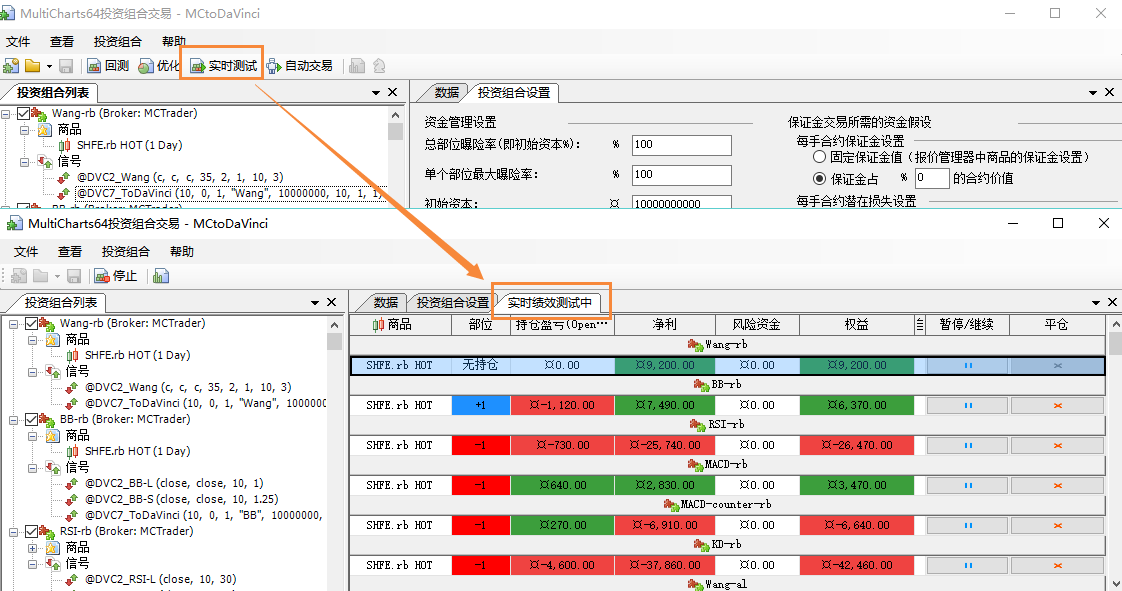 MultiCharts64投资组合交易 - MCtoDaVinci
文件 查看 投资组合 帮助
回测 优化 实时测试 自动交易
投资组合列表
数据 投资组合设置
Wang-rb (Broker: MCTrader)
商品
SHFE.rb HOT (1 Day)
信号
@DVC2_Wang (c, c, c, 35, 2, 1, 10, 3)
@DVC7_ToDaVinci (10, 0, 1, "Wang", 10000000, 10, 1, 1,
资金管理设置
总部位曝险率(即初始资本%): % 100
单个部位最大曝险率: % 100
初始资本: ¤ 10000000000
保证金交易所需的资金假设
每手合约保证金设置
固定保证金值 (报价管理器中商品的保证金设置)
保证金占 % 0 的合约价值
每手合约潜在损失设置
MultiCharts64投资组合交易 - MCtoDaVinci
文件 查看 投资组合 帮助
停止
投资组合列表
数据 投资组合设置 实时绩效测试中
Wang-rb (Broker: MCTrader)
商品
SHFE.rb HOT (1 Day)
信号
@DVC2_Wang (c, c, c, 35, 2, 1, 10, 3)
@DVC7_ToDaVinci (10, 0, 1, "Wang", 1000000
BB-rb (Broker: MCTrader)
商品
SHFE.rb HOT (1 Day)
信号
@DVC2_BB-L (close, close, 10, 1)
@DVC2_BB-S (close, close, 10, 1.25)
@DVC7_ToDaVinci (10, 0, 1, "BB", 10000000,
RSI-rb (Broker: MCTrader)
商品
信号
@DVC2_RSI-L (close, 10, 30)
商品 部位 持仓盈亏(Open… 净利 风险资金 权益 暂停/继续 平仓
Wang-rb
SHFE.rb HOT 无持仓 ¤0.00 ¤9,200.00 ¤0.00 ¤9,200.00
BB-rb
SHFE.rb HOT +1 ¤-1,120.00 ¤7,490.00 ¤0.00 ¤6,370.00
RSI-rb
SHFE.rb HOT -1 ¤-730.00 ¤-25,740.00 ¤0.00 ¤-26,470.00
MACD-rb
SHFE.rb HOT -1 ¤640.00 ¤2,830.00 ¤0.00 ¤3,470.00
MACD-counter-rb
SHFE.rb HOT -1 ¤270.00 ¤-6,910.00 ¤0.00 ¤-6,640.00
KD-rb
SHFE.rb HOT -1 ¤-4,600.00 ¤-37,860.00 ¤0.00 ¤-42,460.00
Wang-al